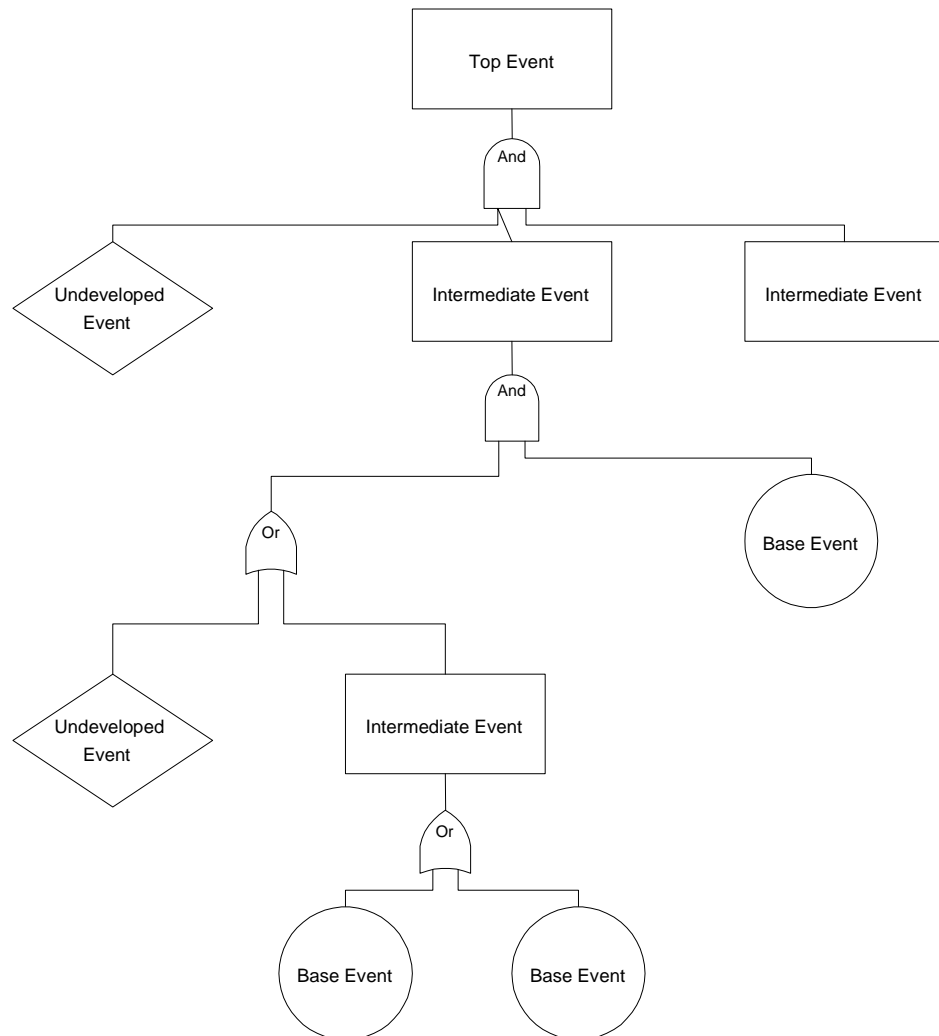 Top Event
And
Undeveloped
Event
Intermediate Event
Intermediate Event
And
Or
Base Event
Undeveloped
Event
Intermediate Event
Or
Base Event
Base Event